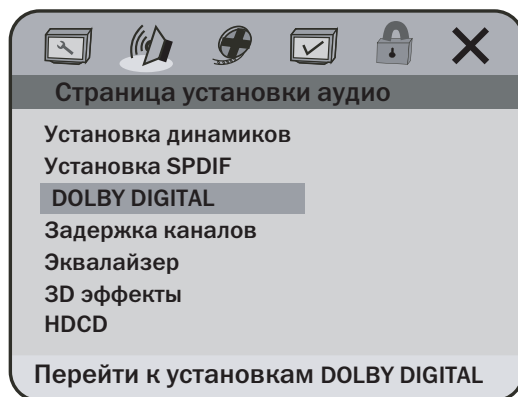 Страница установки аудио
Установка динамиков
Установка SPDIF
DOLBY DIGITAL
Задержка каналов
Эквалайзер
3D эффекты
HDCD
Перейти к установкам DOLBY DIGITAL